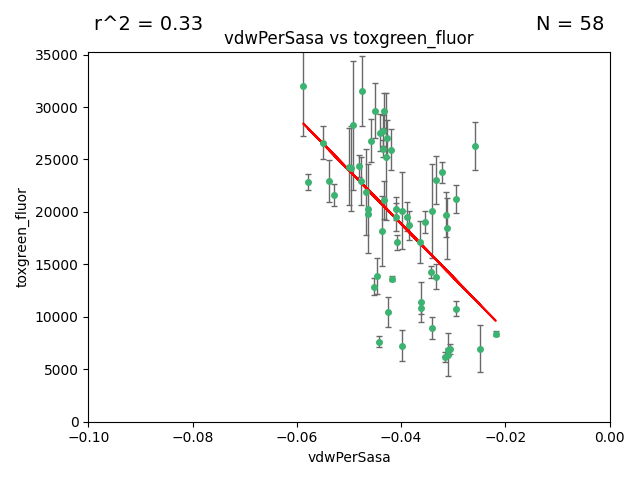 r^2 = 0.33
N = 58
vdwPerSasa vs toxgreen_fluor
35000
30000
25000
20000
15000
10000
5000
0
toxgreen_fluor
−0.10
−0.08
−0.06
−0.04
−0.02
0.00
vdwPerSasa